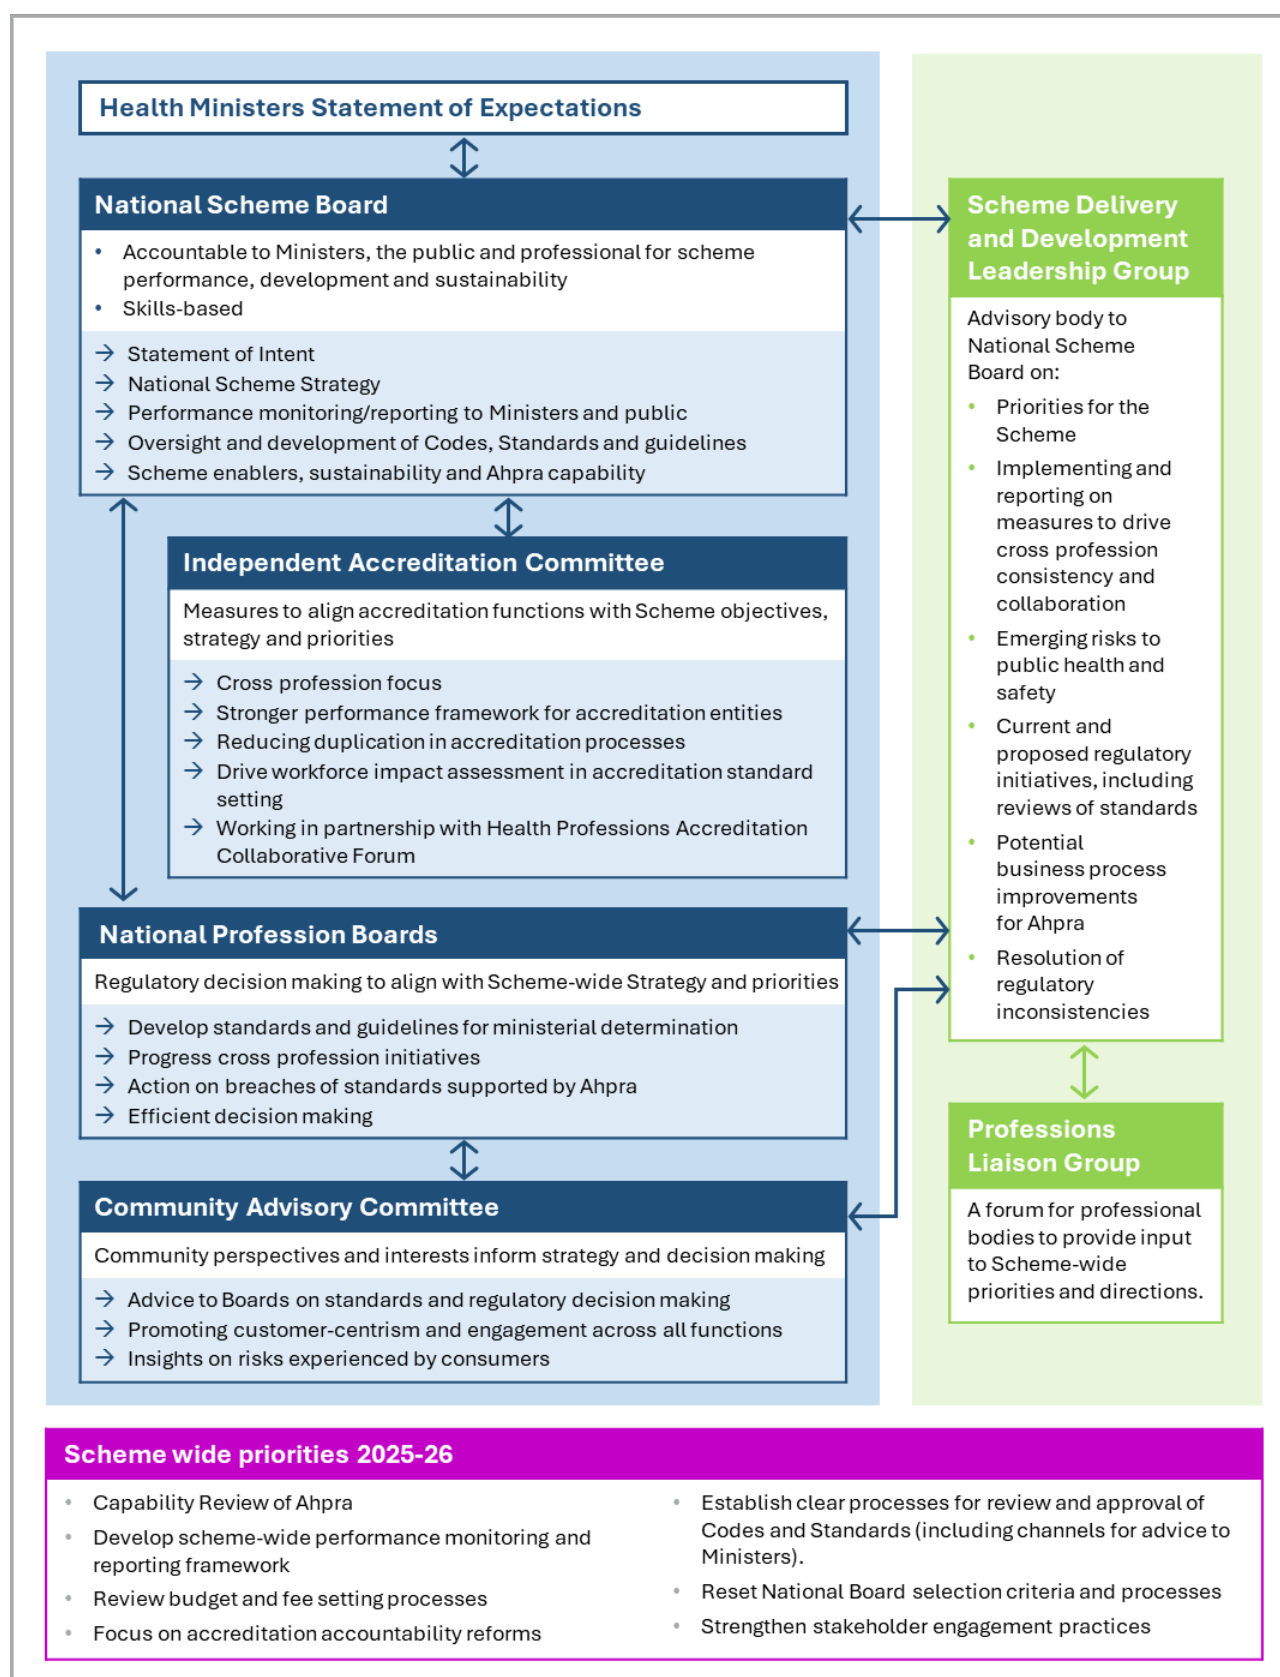 Health Ministers Statement of Expectations
National Scheme Board
• Accountable to Ministers, the public and professional for scheme
performance, development and sustainability
• Skills-based
→ Statement of Intent
→ National Scheme Strategy
→ Performance monitoring/reporting to Ministers and public
→ Oversight and development of Codes, Standards and guidelines
→ Scheme enablers, sustainability and Ahpra capability
Independent Accreditation Committee
Measures to align accreditation functions with Scheme objectives,
strategy and priorities
→ Cross profession focus
→ Stronger performance framework for accreditation entities
→ Reducing duplication in accreditation processes
→ Drive workforce impact assessment in accreditation standard
setting
→ Working in partnership with Health Professions Accreditation
Collaborative Forum
National Profession Boards
Regulatory decision making to align with Scheme-wide Strategy and priorities
→ Develop standards and guidelines for ministerial determination
→ Progress cross profession initiatives
→ Action on breaches of standards supported by Ahpra
→ Efficient decision making
Community Advisory Committee
Community perspectives and interests inform strategy and decision making
→ Advice to Boards on standards and regulatory decision making
→ Promoting customer-centrism and engagement across all functions
→ Insights on risks experienced by consumers
Scheme Delivery
and Development
Leadership Group
Advisory body to
National Scheme
Board on:
• Priorities for the
Scheme
• Implementing and
reporting on
measures to drive
cross profession
consistency and
collaboration
• Emerging risks to
public health and
safety
• Current and
proposed regulatory
initiatives, including
reviews of standards
• Potential
business process
improvements
for Ahpra
• Resolution of
regulatory
inconsistencies
Professions
Liaison Group
A forum for professional
bodies to provide input
to Scheme-wide
priorities and directions.
Scheme wide priorities 2025-26
• Capability Review of Ahpra
• Develop scheme-wide performance monitoring and
reporting framework
• Review budget and fee setting processes
• Focus on accreditation accountability reforms
• Establish clear processes for review and approval of
Codes and Standards (including channels for advice to
Ministers).
• Reset National Board selection criteria and processes
• Strengthen stakeholder engagement practices